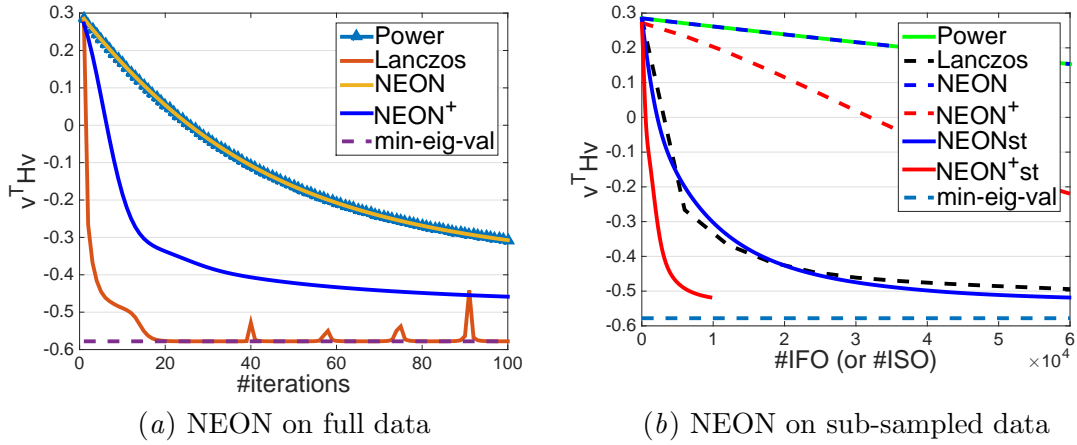 0.3
0.2
0.1
0
-0.1
-0.2
-0.3
-0.4
-0.5
-0.6
v^T Hv
0
20
40
60
80
100
#iterations
Power
Lanczos
NEON
NEON^+
min-eig-val
(a) NEON on full data
0.3
0.2
0.1
0
-0.1
-0.2
-0.3
-0.4
-0.5
-0.6
v^T Hv
0
1
2
3
4
5
6
×10^4
#IFO (or #ISO)
Power
Lanczos
NEON
NEON^+
NEONst
NEON^+st
min-eig-val
(b) NEON on sub-sampled data